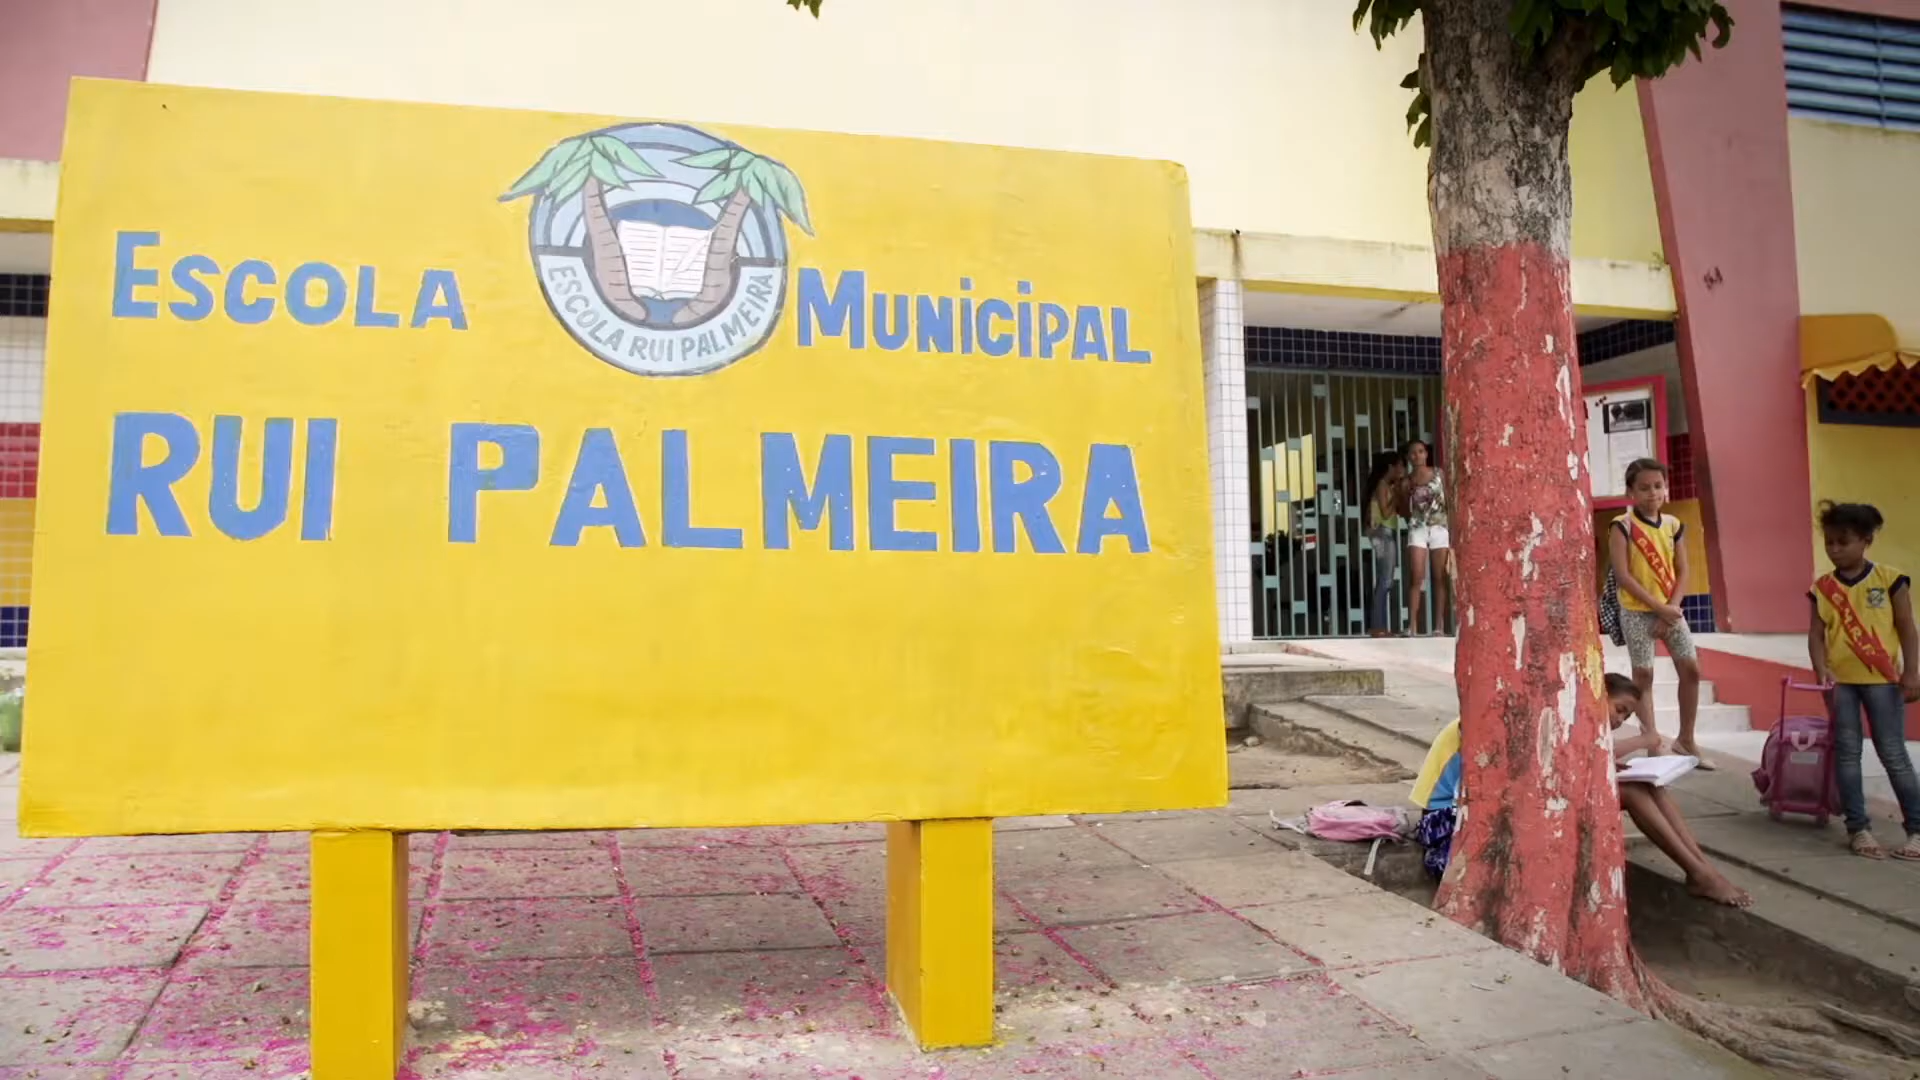 Escola Municipal
RUI PALMEIRA
ESCOLA RUI PALMEIRA
E.M.R.P
E.M.R.P